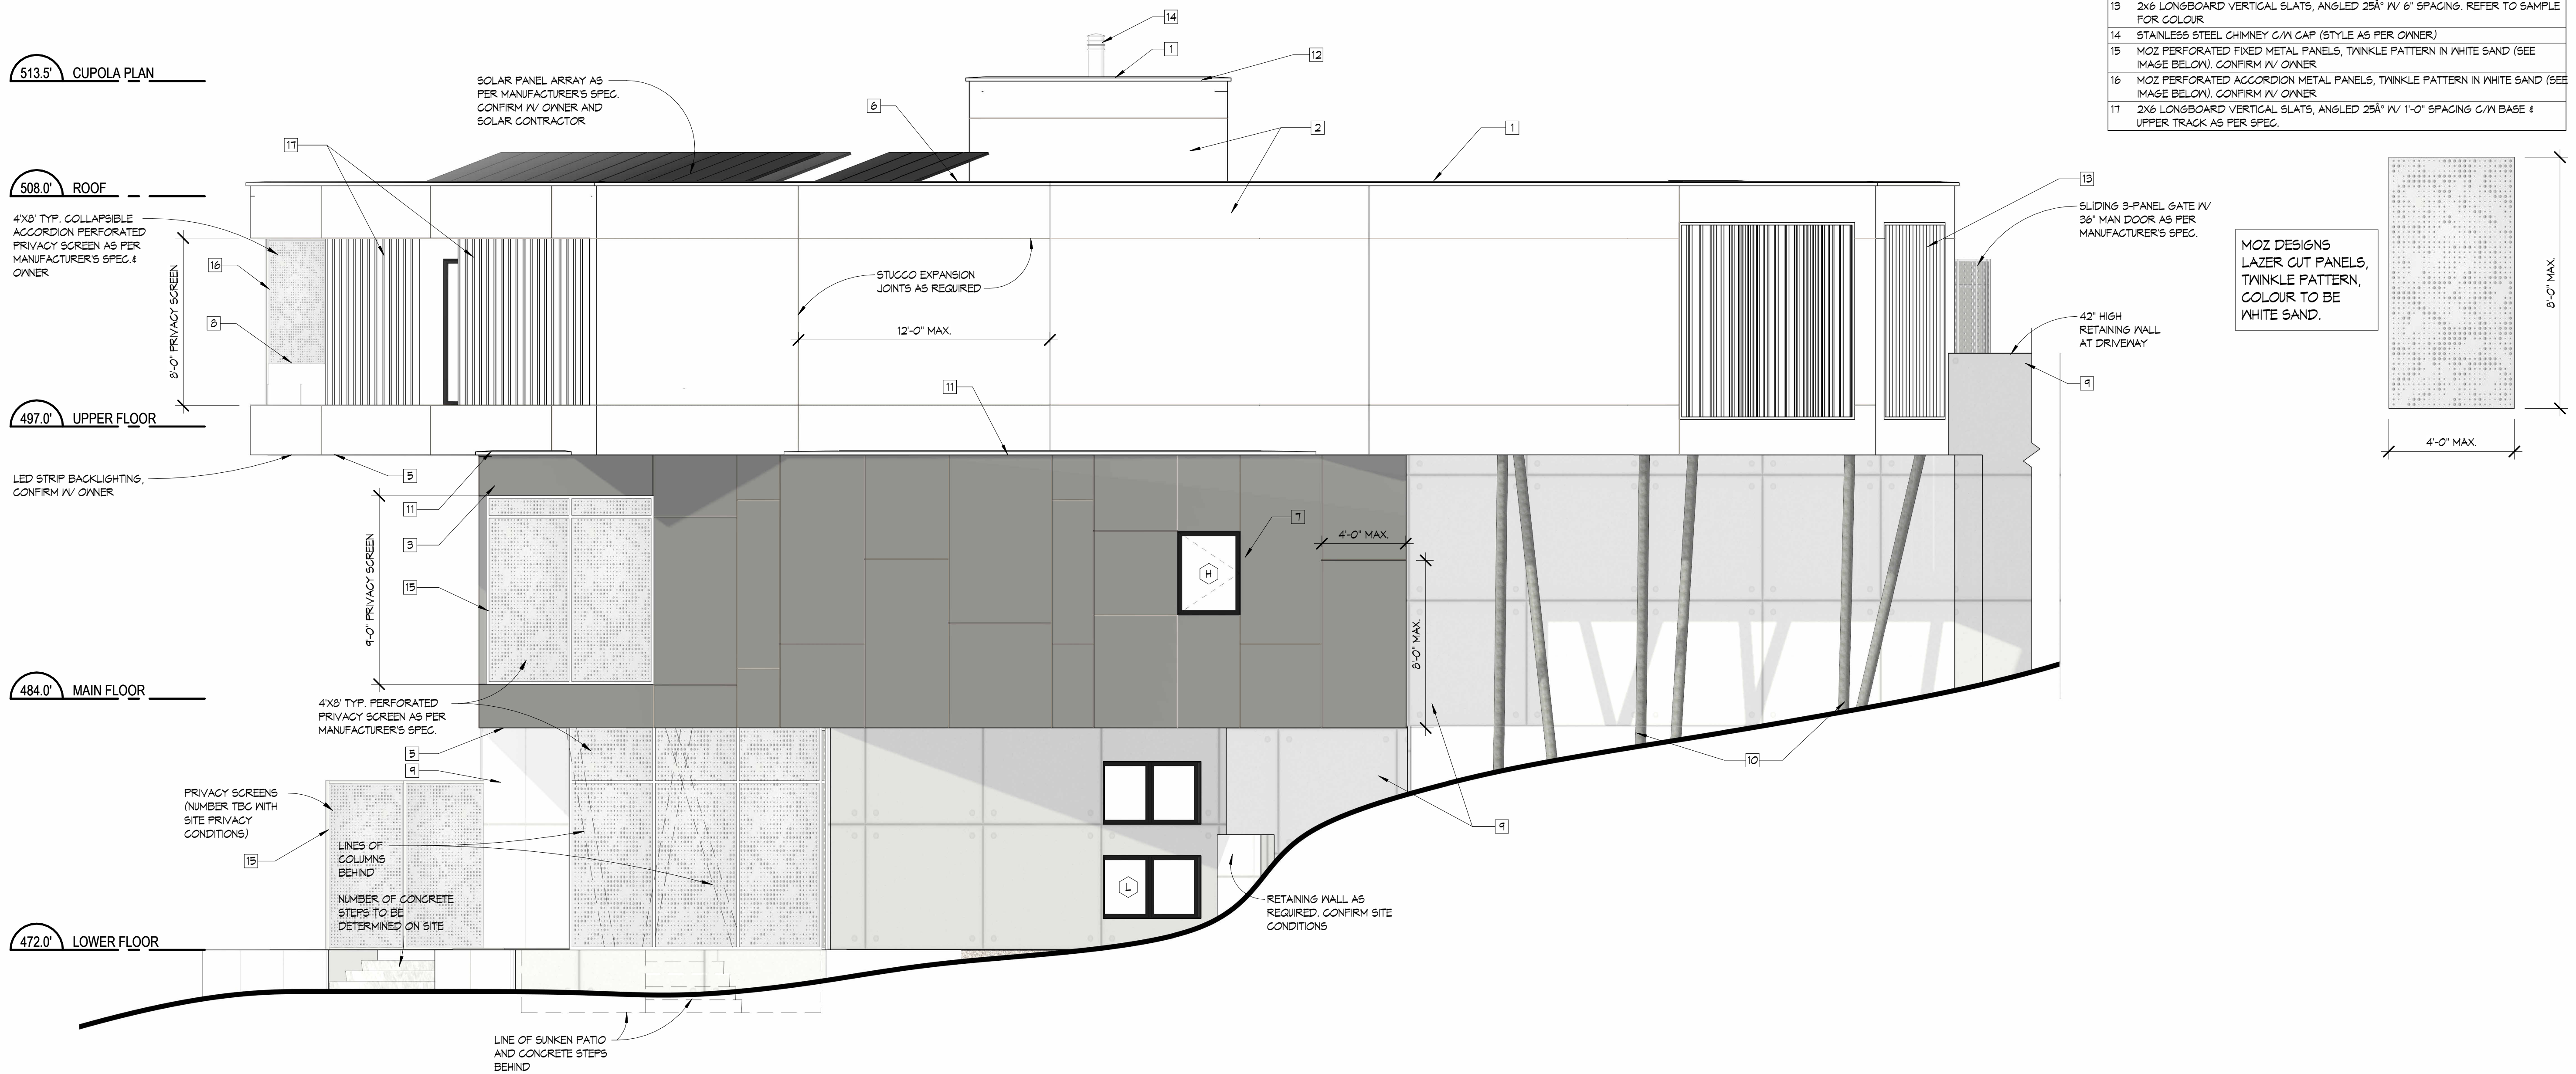 13 2x6 LONGBOARD VERTICAL SLATS, ANGLED 25Â° W/ 6" SPACING. REFER TO SAMPLE
FOR COLOUR
14 STAINLESS STEEL CHIMNEY C/W CAP (STYLE AS PER OWNER)
15 MOZ PERFORATED FIXED METAL PANELS, TWINKLE PATTERN IN WHITE SAND (SEE
IMAGE BELOW). CONFIRM W/ OWNER
16 MOZ PERFORATED ACCORDION METAL PANELS, TWINKLE PATTERN IN WHITE SAND (SEE
IMAGE BELOW). CONFIRM W/ OWNER
17 2X6 LONGBOARD VERTICAL SLATS, ANGLED 25Â° W/ 1'-0" SPACING C/W BASE &
UPPER TRACK AS PER SPEC.
14
1
12
513.5' CUPOLA PLAN
SOLAR PANEL ARRAY AS
PER MANUFACTURER'S SPEC.
CONFIRM W/ OWNER AND
SOLAR CONTRACTOR
6
2
1
17
508.0' ROOF
13
4'X8' TYP. COLLAPSIBLE
ACCORDION PERFORATED
PRIVACY SCREEN AS PER
MANUFACTURER'S SPEC.&
OWNER
16
8
8'-0" PRIVACY SCREEN
STUCCO EXPANSION
JOINTS AS REQUIRED
12'-0" MAX.
SLIDING 3-PANEL GATE W/
36" MAN DOOR AS PER
MANUFACTURER'S SPEC.
MOZ DESIGNS
LAZER CUT PANELS,
TWINKLE PATTERN,
COLOUR TO BE
WHITE SAND.
8'-0" MAX.
4'-0" MAX.
42" HIGH
RETAINING WALL
AT DRIVEWAY
9
11
497.0' UPPER FLOOR
LED STRIP BACKLIGHTING,
CONFIRM W/ OWNER
5
11
3
15
9'-0" PRIVACY SCREEN
7
H
4'-0" MAX.
8'-0" MAX.
484.0' MAIN FLOOR
4'X8' TYP. PERFORATED
PRIVACY SCREEN AS PER
MANUFACTURER'S SPEC.
5
9
10
PRIVACY SCREENS
(NUMBER TBC WITH
SITE PRIVACY
CONDITIONS)
15
9
LINES OF
COLUMNS
BEHIND
L
NUMBER OF CONCRETE
STEPS TO BE
DETERMINED ON SITE
RETAINING WALL AS
REQUIRED. CONFIRM SITE
CONDITIONS
472.0' LOWER FLOOR
LINE OF SUNKEN PATIO
AND CONCRETE STEPS
BEHIND